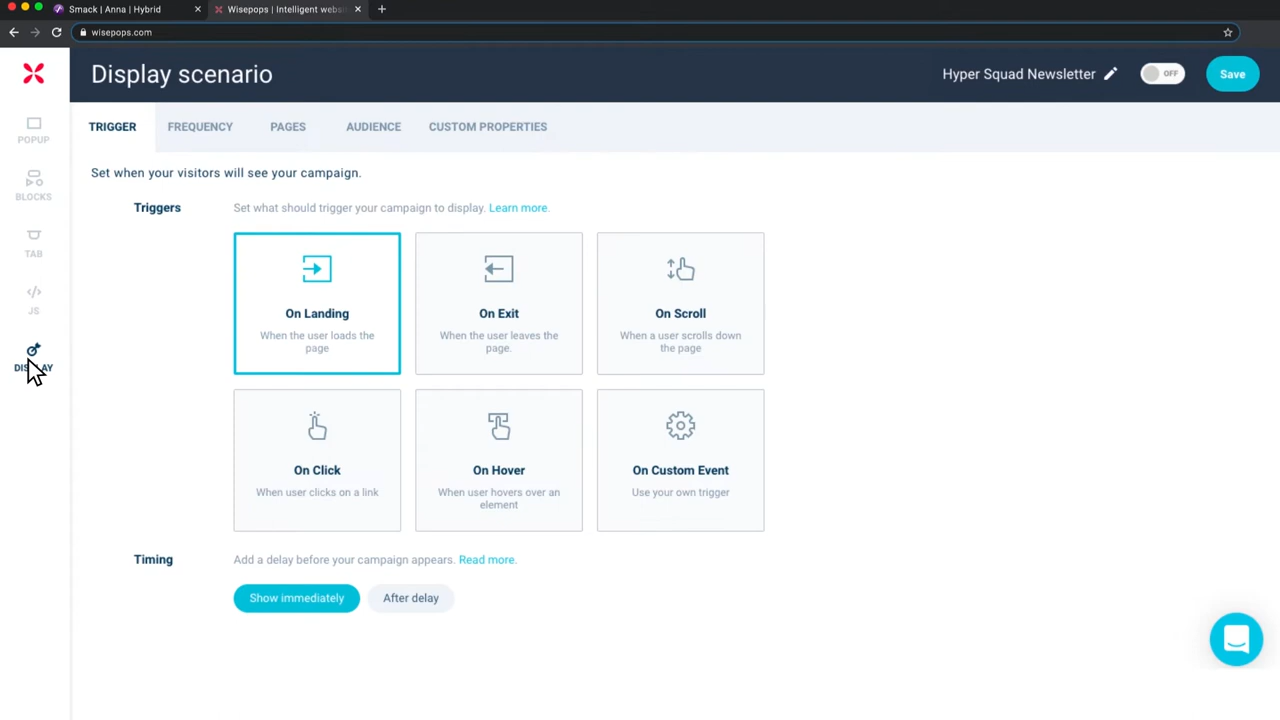 Smack | Anna | Hybrid
Wisepops | Intelligent websi
wisepops.com
Display scenario
Hyper Squad Newsletter
OFF
Save
POPUP
BLOCKS
TAB
JS
DISPLAY
TRIGGER
FREQUENCY
PAGES
AUDIENCE
CUSTOM PROPERTIES
Set when your visitors will see your campaign.
Triggers
Set what should trigger your campaign to display. Learn more.
On Landing
When the user loads the
page
On Exit
When the user leaves the
page.
On Scroll
When a user scrolls down
the page
On Click
When user clicks on a link
On Hover
When user hovers over an
element
On Custom Event
Use your own trigger
Timing
Add a delay before your campaign appears. Read more.
Show immediately
After delay